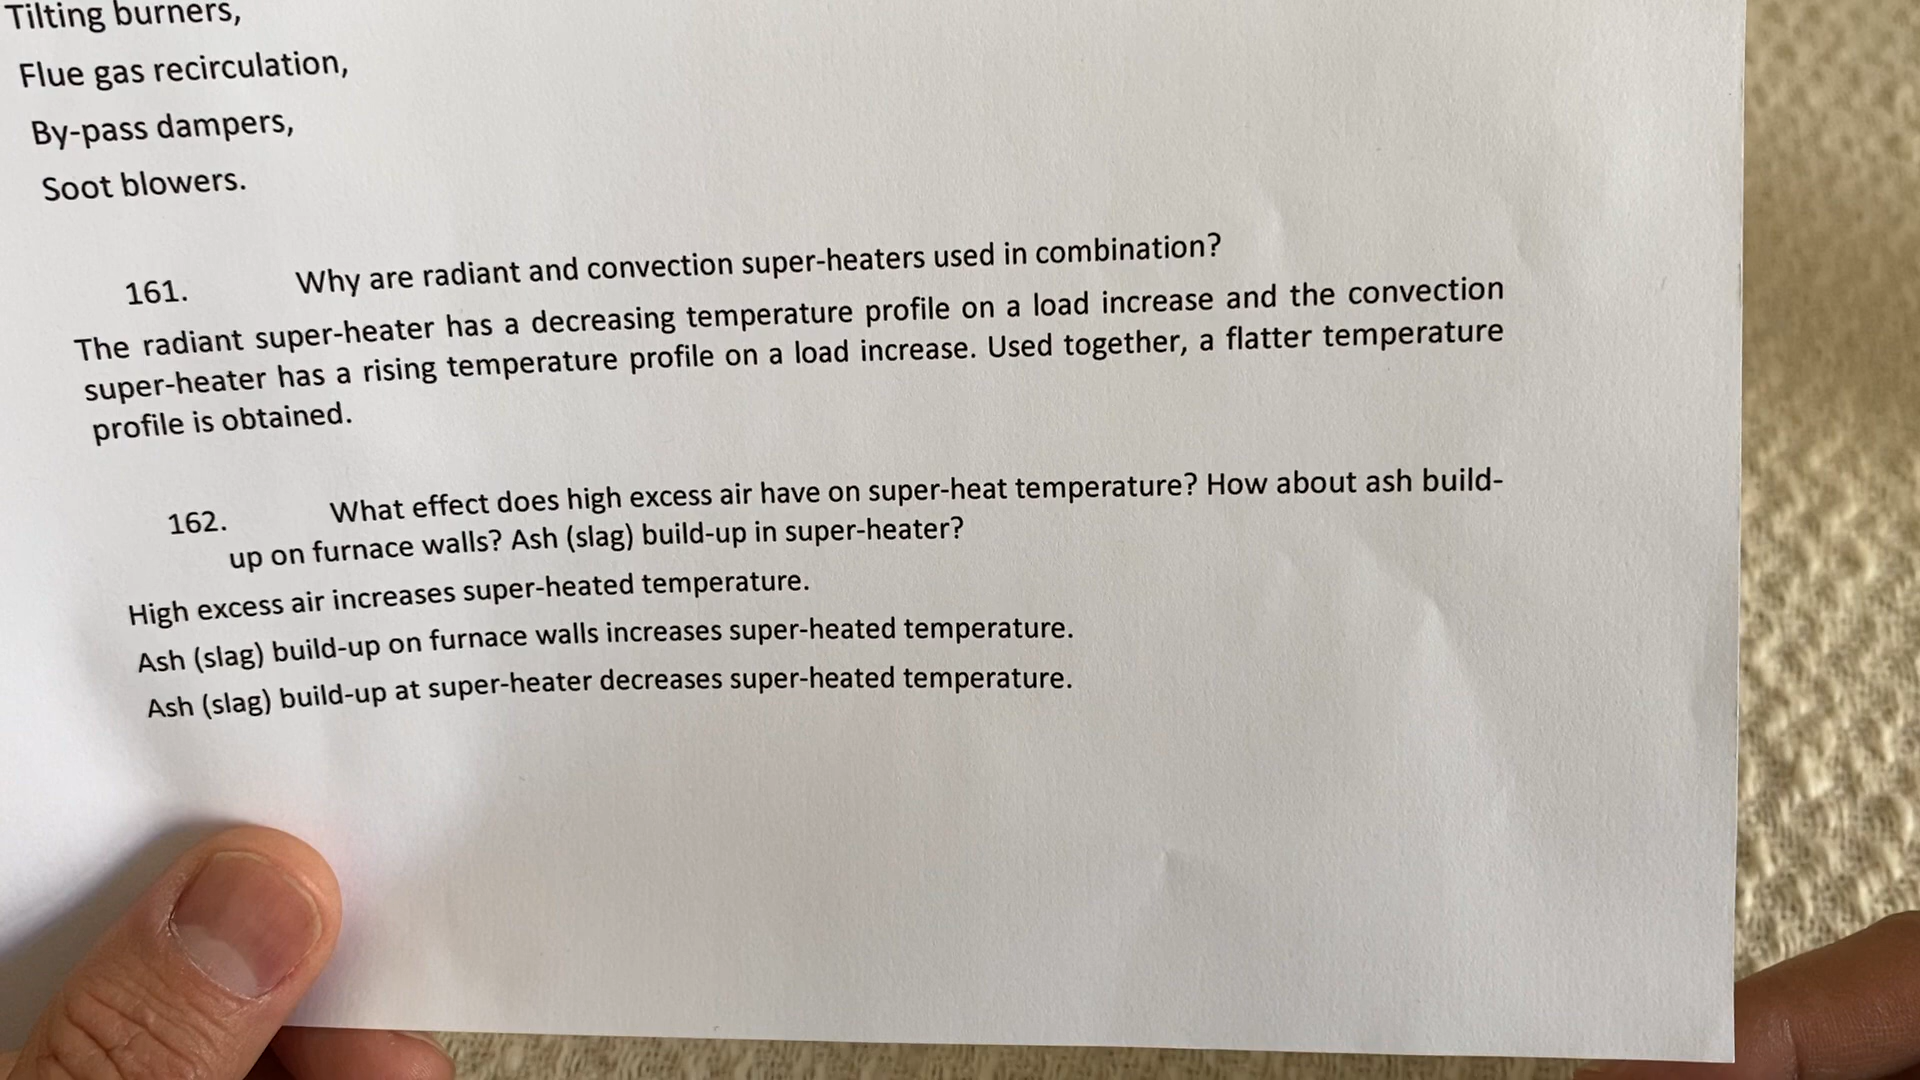 Tilting burners,
Flue gas recirculation,
By-pass dampers,
Soot blowers.
161. Why are radiant and convection super-heaters used in combination?
The radiant super-heater has a decreasing temperature profile on a load increase and the convection
super-heater has a rising temperature profile on a load increase. Used together, a flatter temperature
profile is obtained.
162. What effect does high excess air have on super-heat temperature? How about ash build-
up on furnace walls? Ash (slag) build-up in super-heater?
High excess air increases super-heated temperature.
Ash (slag) build-up on furnace walls increases super-heated temperature.
Ash (slag) build-up at super-heater decreases super-heated temperature.